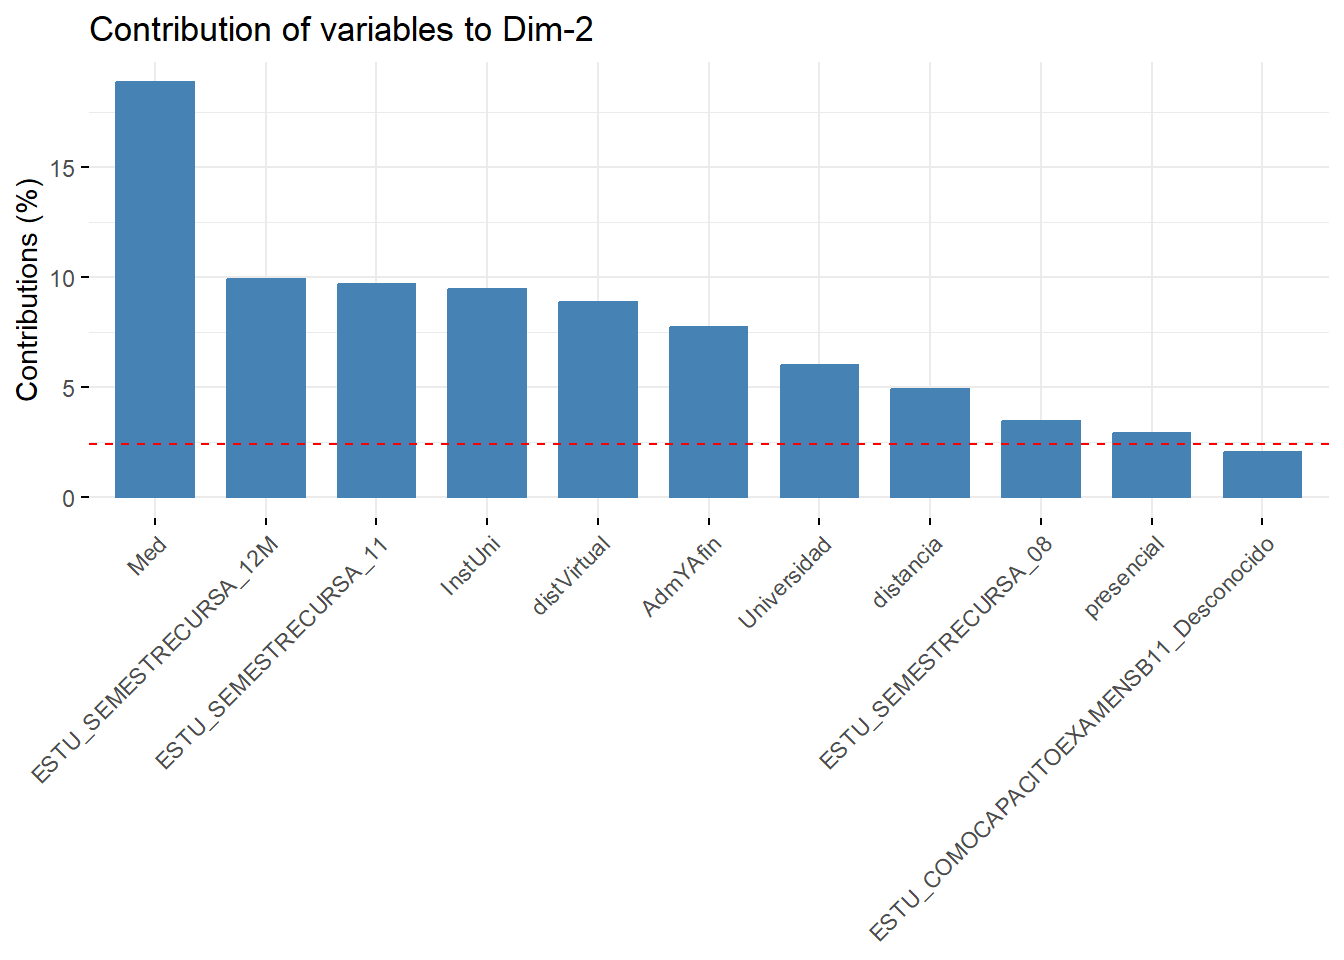 Contribution of variables to Dim-2
Contributions (%)
15
10
5
0
Med
ESTU_SEMESTRECURSA_12M
ESTU_SEMESTRECURSA_11
InstUni
distVirtual
AdmYAfin
Universidad
distancia
ESTU_SEMESTRECURSA_08
presencial
ESTU_COMOCAPACITOEXAMENSB11_Desconocido